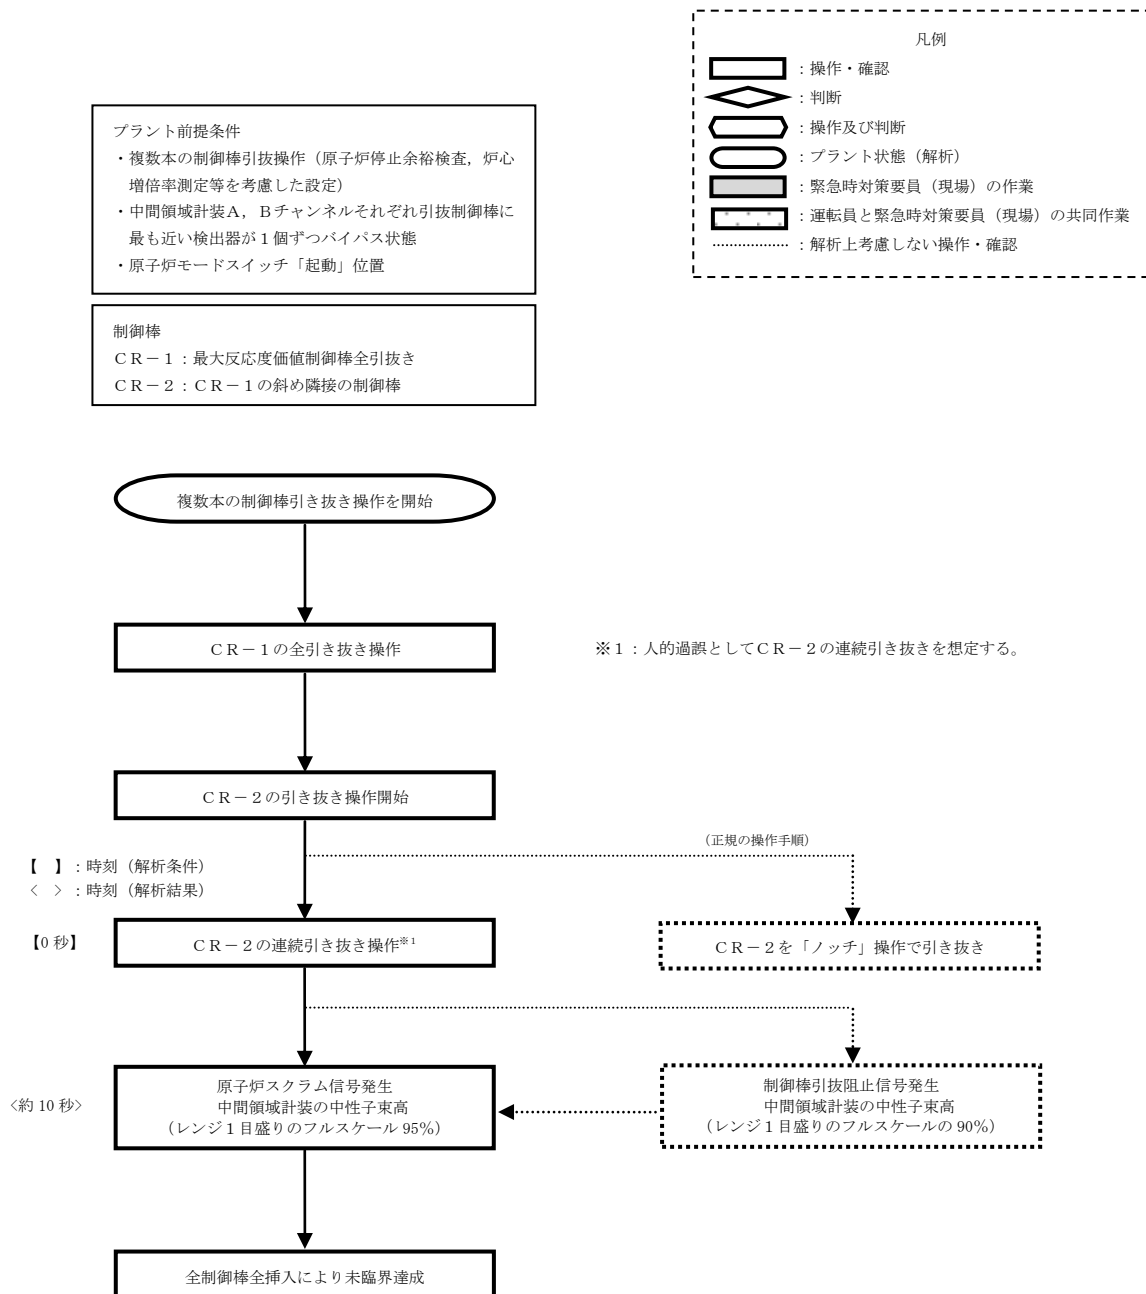 凡例
：操作・確認
：判断
：操作及び判断
：プラント状態（解析）
：緊急時対策要員（現場）の作業
：運転員と緊急時対策要員（現場）の共同作業
：解析上考慮しない操作・確認
プラント前提条件
・複数本の制御棒引抜操作（原子炉停止余裕検査，炉心
増倍率測定等を考慮した設定）
・中間領域計装Ａ，Ｂチャンネルそれぞれ引抜制御棒に
最も近い検出器が１個ずつバイパス状態
・原子炉モードスイッチ「起動」位置
制御棒
ＣＲ－１：最大反応度価値制御棒全引抜き
ＣＲ－２：ＣＲ－１の斜め隣接の制御棒
複数本の制御棒引き抜き操作を開始
ＣＲ－１の全引き抜き操作
※１：人的過誤としてＣＲ－２の連続引き抜きを想定する。
ＣＲ－２の引き抜き操作開始
（正規の操作手順）
【　】：時刻（解析条件）
＜　＞：時刻（解析結果）
【0 秒】
ＣＲ－２の連続引き抜き操作※1
ＣＲ－２を「ノッチ」操作で引き抜き
<約 10 秒>
原子炉スクラム信号発生
中間領域計装の中性子束高
（レンジ１目盛りのフルスケール 95%）
制御棒引抜阻止信号発生
中間領域計装の中性子束高
（レンジ１目盛りのフルスケールの 90%）
全制御棒全挿入により未臨界達成